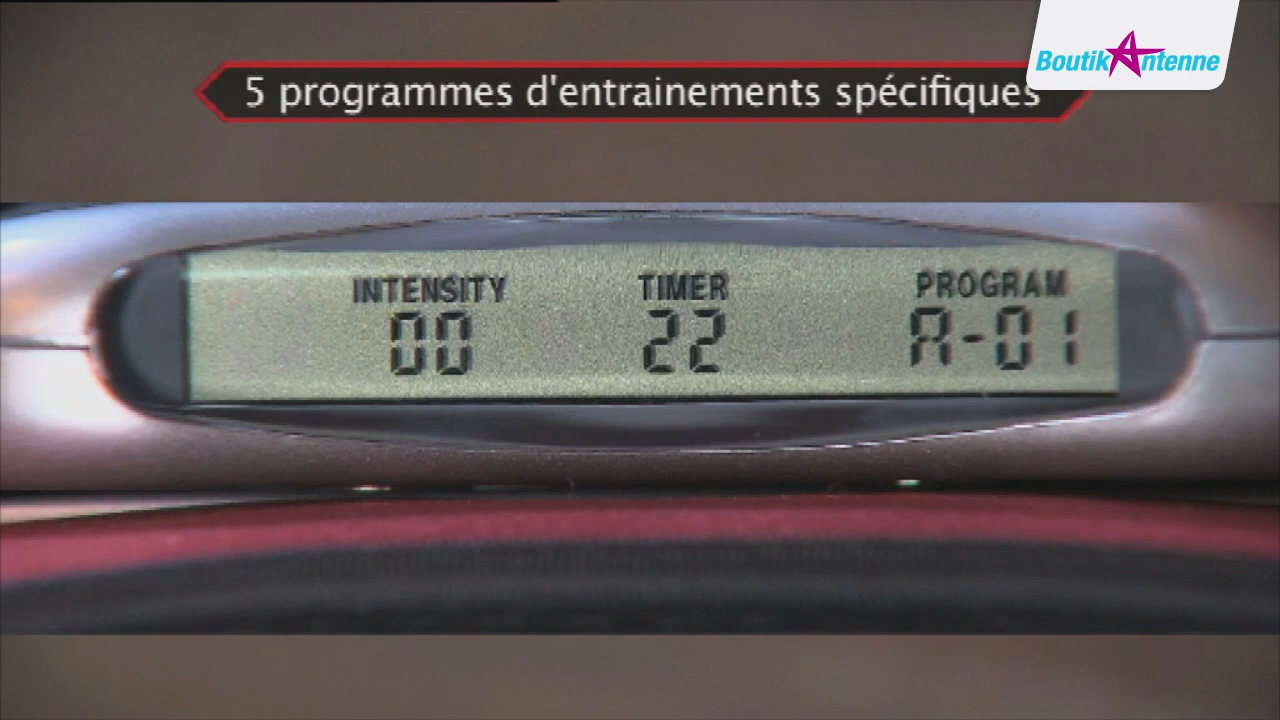 BoutikAntenne
5 programmes d'entrainements spécifiques
INTENSITY TIMER PROGRAM
00 22 A-01